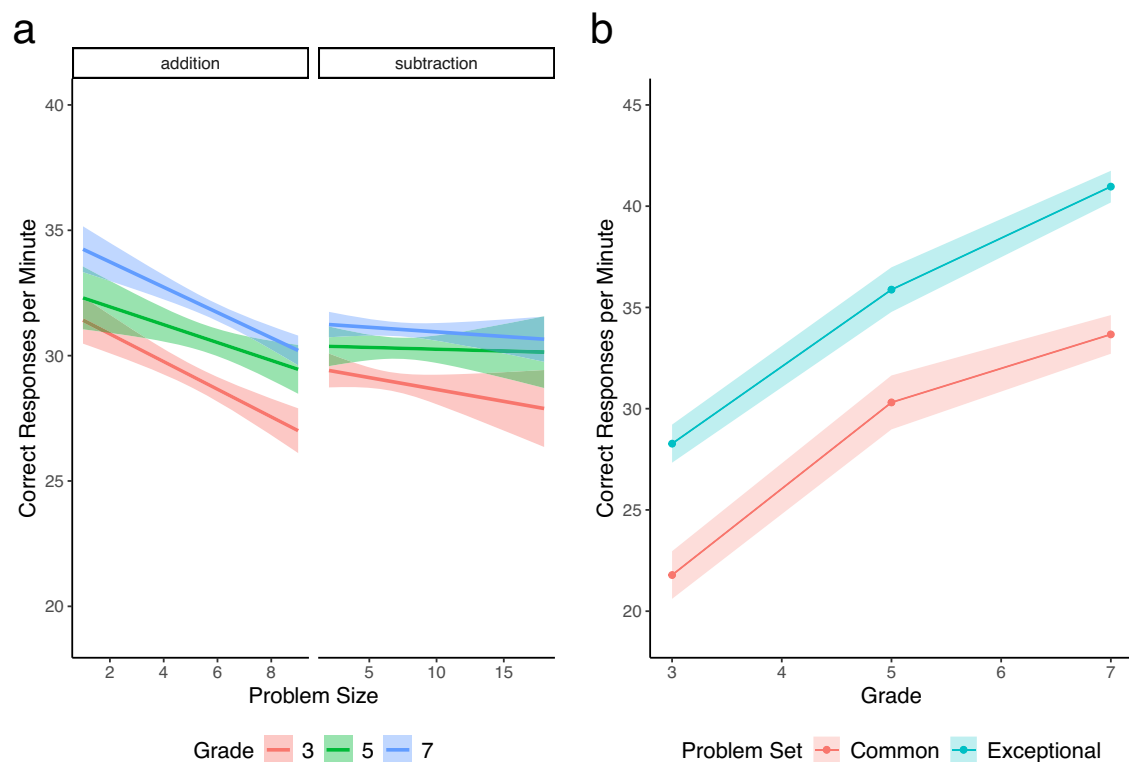 a
addition
subtraction
40
35
30
25
20
Correct Responses per Minute
2 4 6 8
5 10 15
Problem Size
Grade 3 5 7
b
45
40
35
30
25
20
Correct Responses per Minute
3 4 5 6 7
Grade
Problem Set Common Exceptional